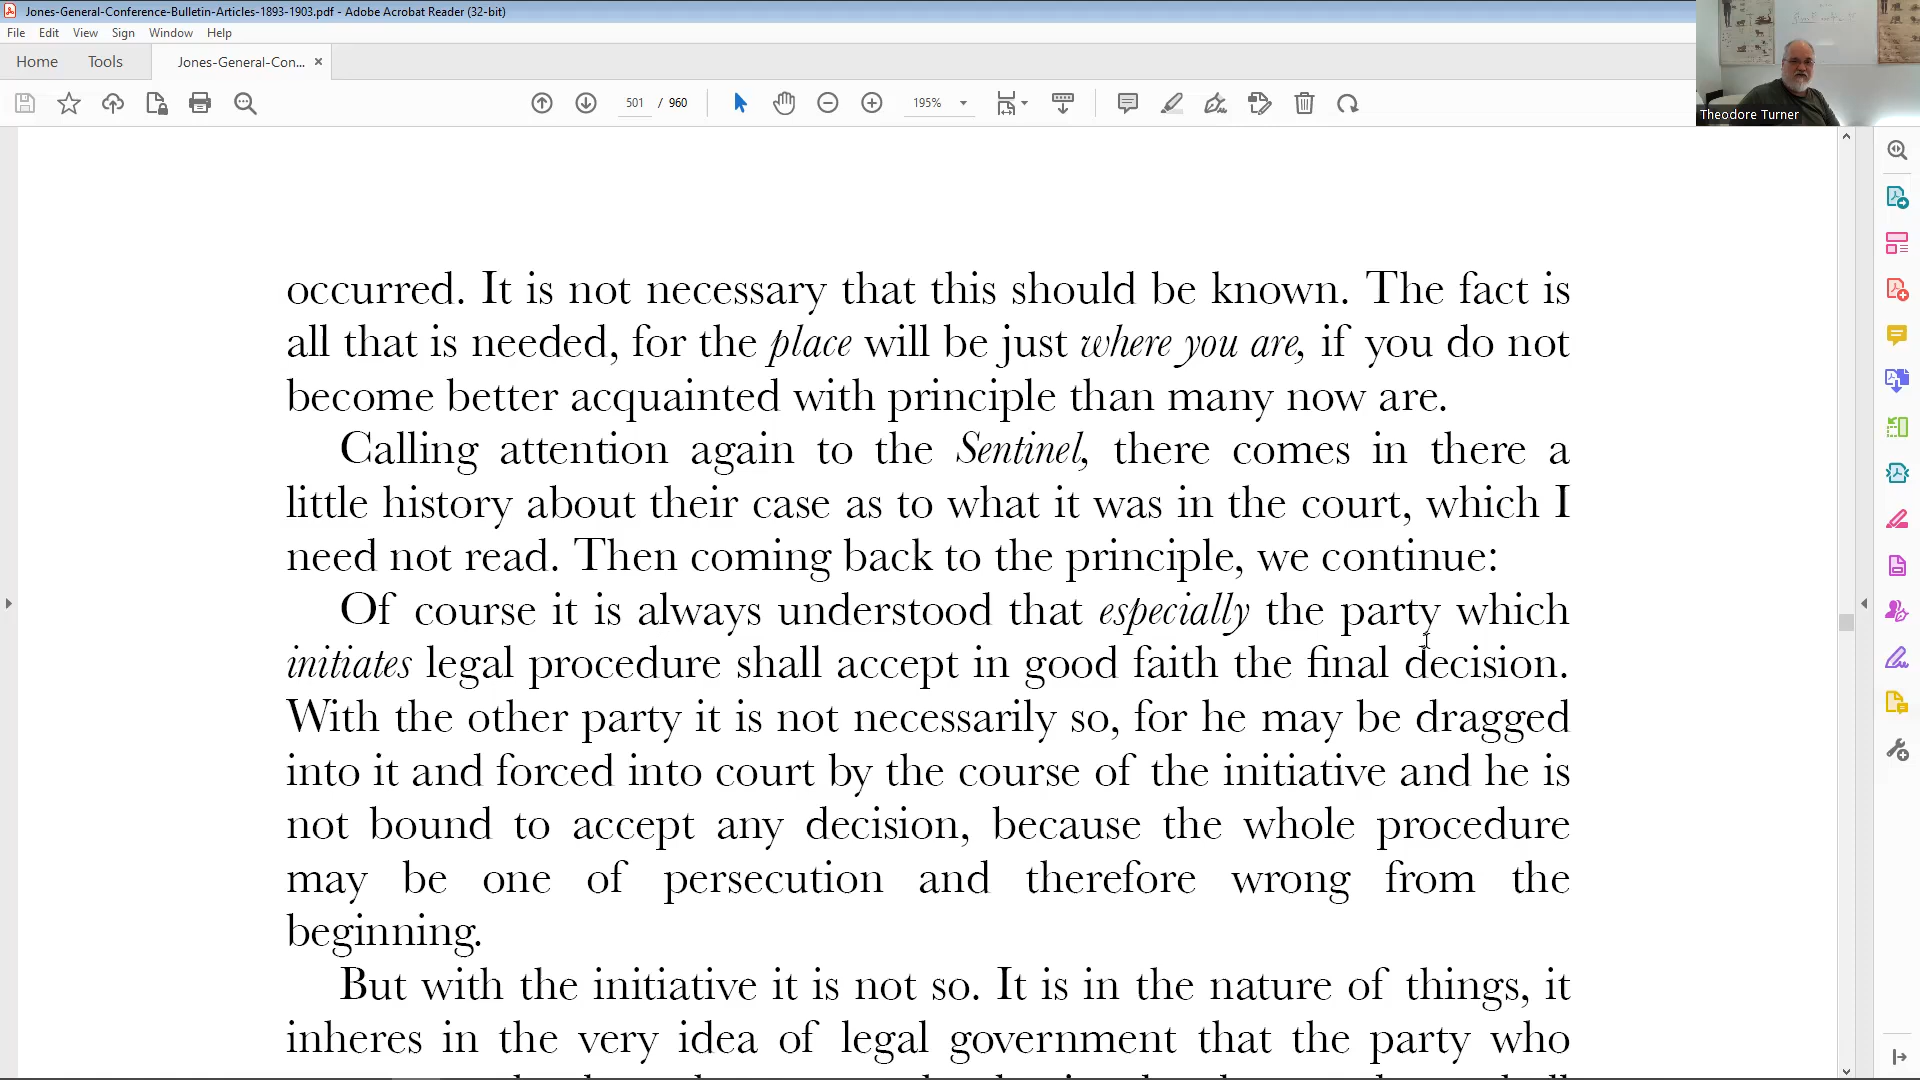 Jones-General-Conference-Bulletin-Articles-1893-1903.pdf - Adobe Acrobat Reader (32-bit)
File Edit View Sign Window Help
Home Tools Jones-General-Con... ×
501 / 960 195%
Theodore Turner
occurred. It is not necessary that this should be known. The fact is
all that is needed, for the place will be just where you are, if you do not
become better acquainted with principle than many now are.
Calling attention again to the Sentinel, there comes in there a
little history about their case as to what it was in the court, which I
need not read. Then coming back to the principle, we continue:
Of course it is always understood that especially the party which
initiates legal procedure shall accept in good faith the final decision.
With the other party it is not necessarily so, for he may be dragged
into it and forced into court by the course of the initiative and he is
not bound to accept any decision, because the whole procedure
may be one of persecution and therefore wrong from the
beginning.
But with the initiative it is not so. It is in the nature of things, it
inheres in the very idea of legal government that the party who